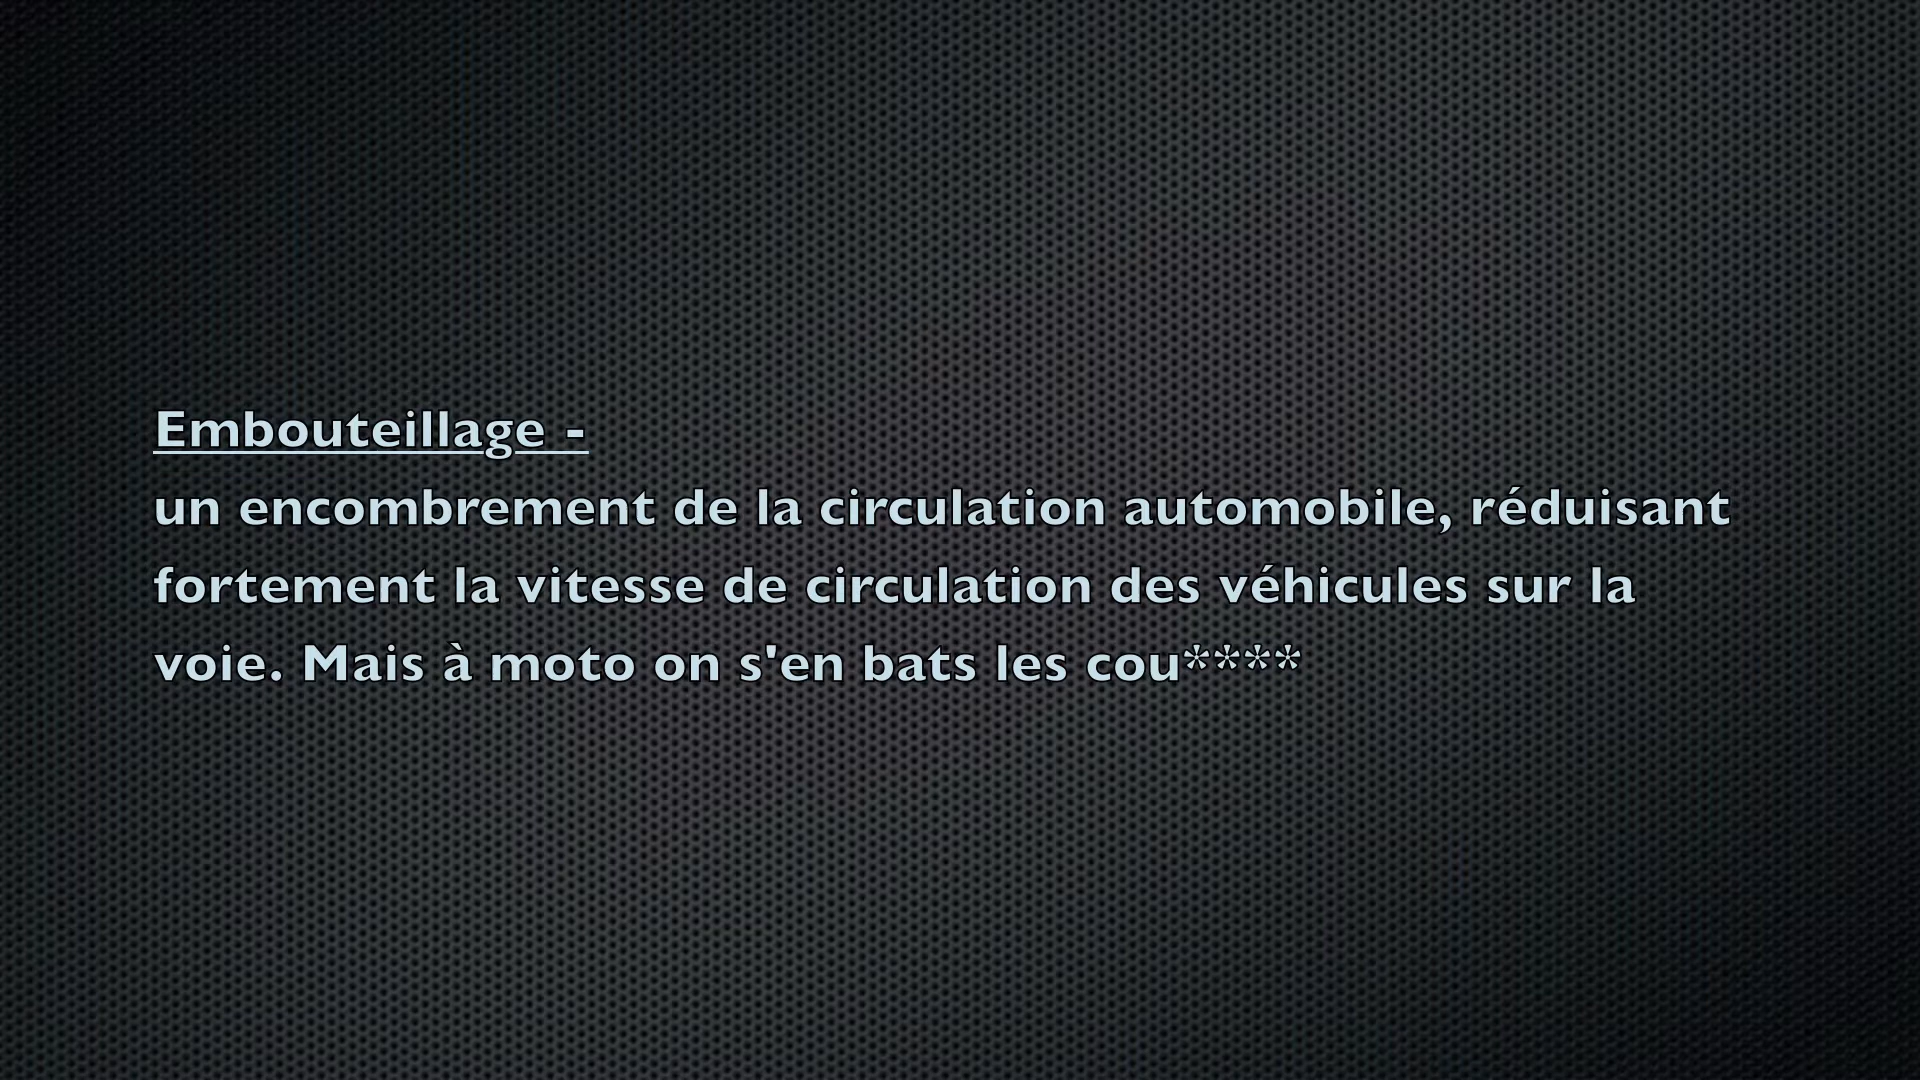 Embouteillage -
un encombrement de la circulation automobile, réduisant
fortement la vitesse de circulation des véhicules sur la
voie. Mais à moto on s'en bats les cou****